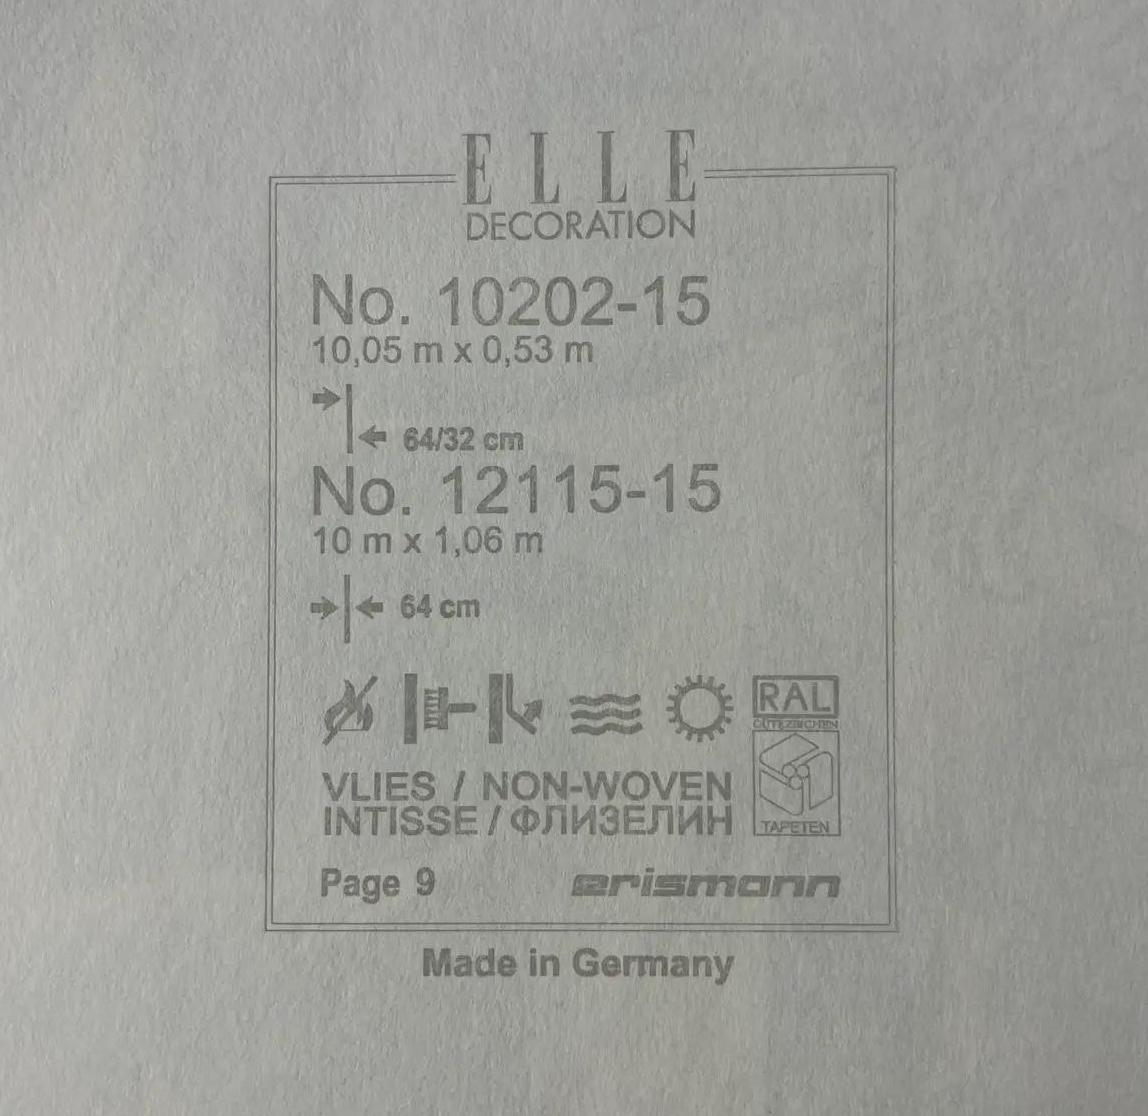 ELLE
DECORATION
No. 10202-15
10,05 m x 0,53 m
64/32 cm
No. 12115-15
10 m x 1,06 m
64 cm
RAL
GÜTEZEICHEN
TAPETEN
VLIES / NON-WOVEN
INTISSE / ФЛИЗЕЛИН
Page 9
erismann
Made in Germany